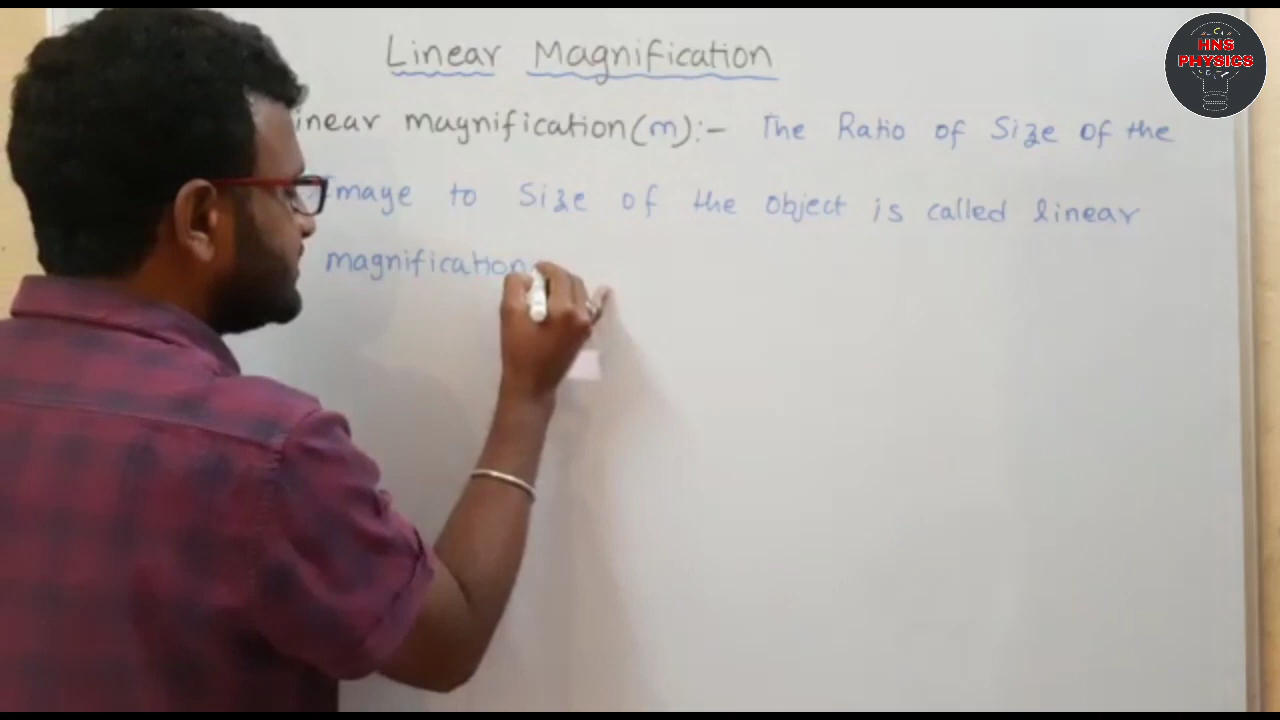 Linear Magnification
HNS
PHYSICS
inear magnification(m):- The Ratio of Size of the
Image to Size of the object is called linear
magnification